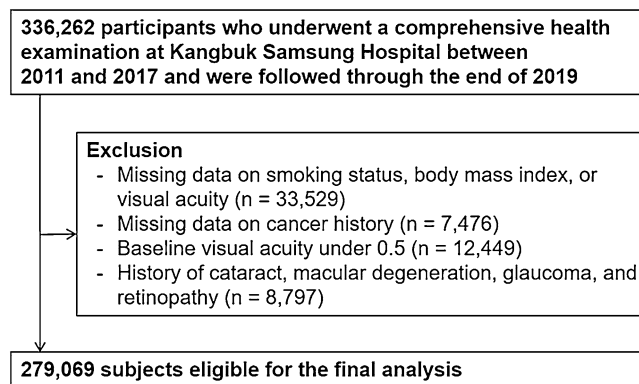 336,262 participants who underwent a comprehensive health
examination at Kangbuk Samsung Hospital between
2011 and 2017 and were followed through the end of 2019
Exclusion
- Missing data on smoking status, body mass index, or
visual acuity (n = 33,529)
- Missing data on cancer history (n = 7,476)
- Baseline visual acuity under 0.5 (n = 12,449)
- History of cataract, macular degeneration, glaucoma, and
retinopathy (n = 8,797)
279,069 subjects eligible for the final analysis